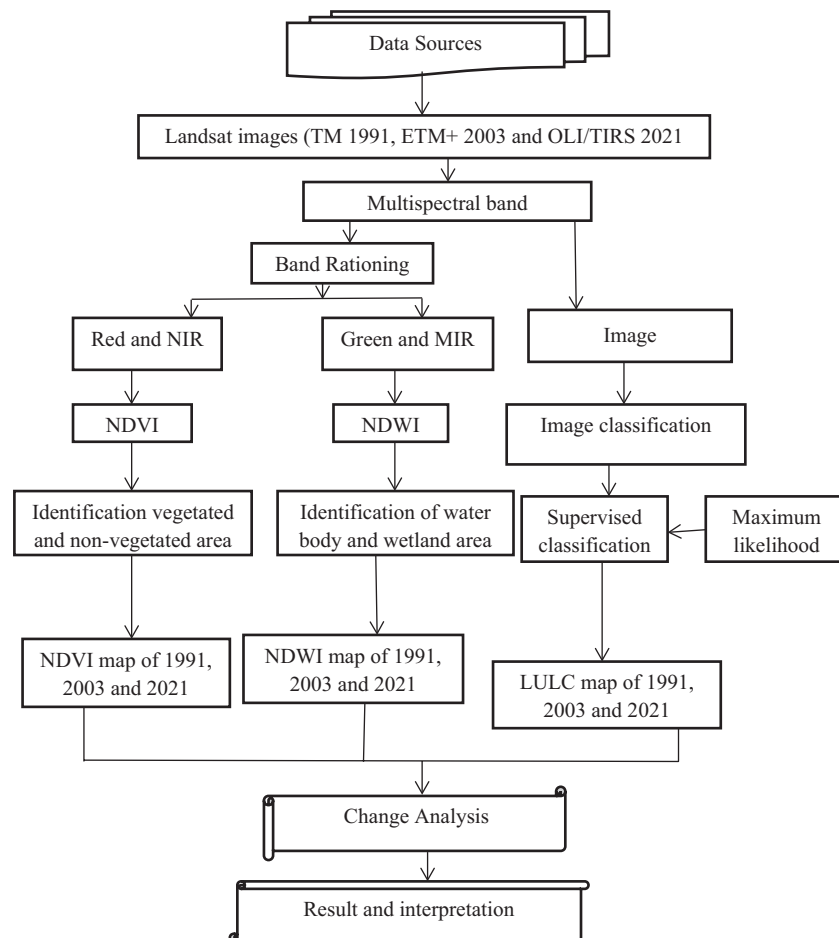 Data Sources
Landsat images (TM 1991, ETM+ 2003 and OLI/TIRS 2021
Multispectral band
Band Rationing
Red and NIR
Green and MIR
Image
NDVI
NDWI
Image classification
Identification vegetated
and non-vegetated area
Identification of water
body and wetland area
Supervised
classification
Maximum
likelihood
NDVI map of 1991,
2003 and 2021
NDWI map of 1991,
2003 and 2021
LULC map of 1991,
2003 and 2021
Change Analysis
Result and interpretation